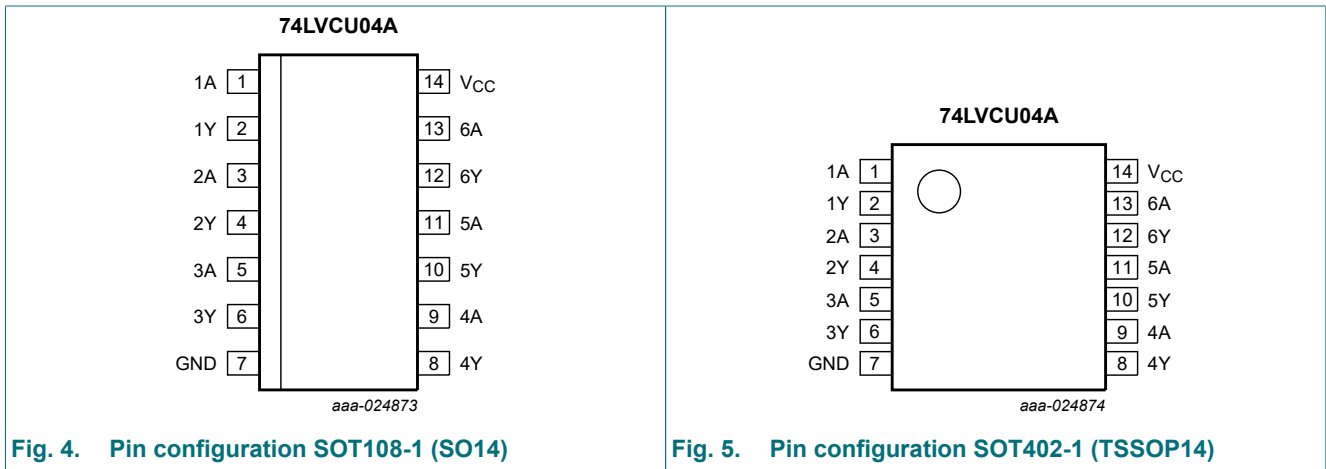 74LVCU04A
1A 1 14 VCC
1Y 2 13 6A
2A 3 12 6Y
2Y 4 11 5A
3A 5 10 5Y
3Y 6 9 4A
GND 7 8 4Y
aaa-024873
Fig. 4. Pin configuration SOT108-1 (SO14)
74LVCU04A
1A 1 14 VCC
1Y 2 13 6A
2A 3 12 6Y
2Y 4 11 5A
3A 5 10 5Y
3Y 6 9 4A
GND 7 8 4Y
aaa-024874
Fig. 5. Pin configuration SOT402-1 (TSSOP14)